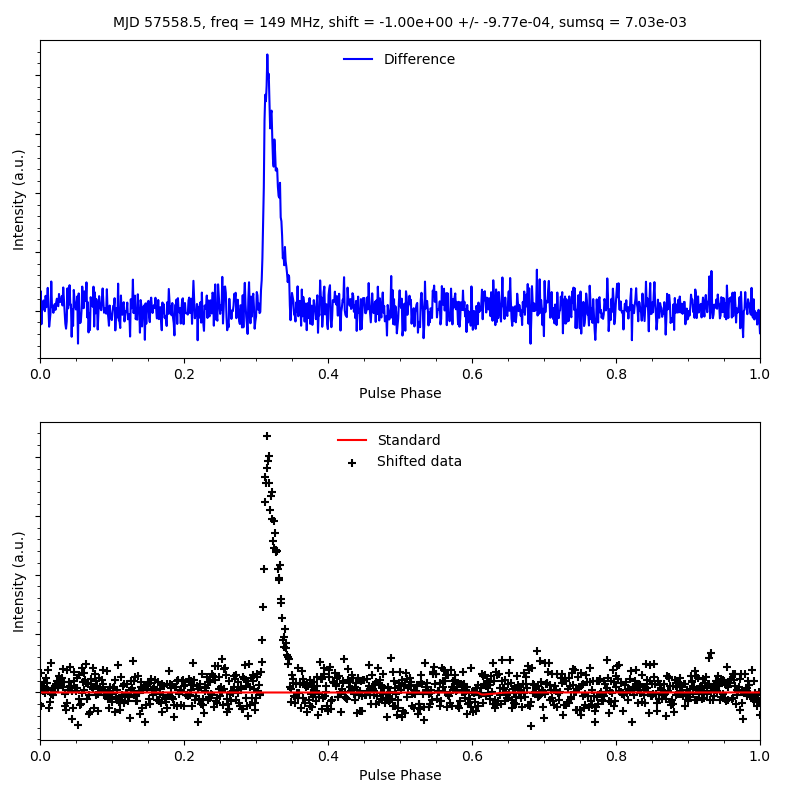 MJD 57558.5, freq = 149 MHz, shift = -1.00e+00 +/- -9.77e-04, sumsq = 7.03e-03
Difference
Intensity (a.u.)
0.0 0.2 0.4 0.6 0.8 1.0
Pulse Phase
Standard
Shifted data
Intensity (a.u.)
0.0 0.2 0.4 0.6 0.8 1.0
Pulse Phase